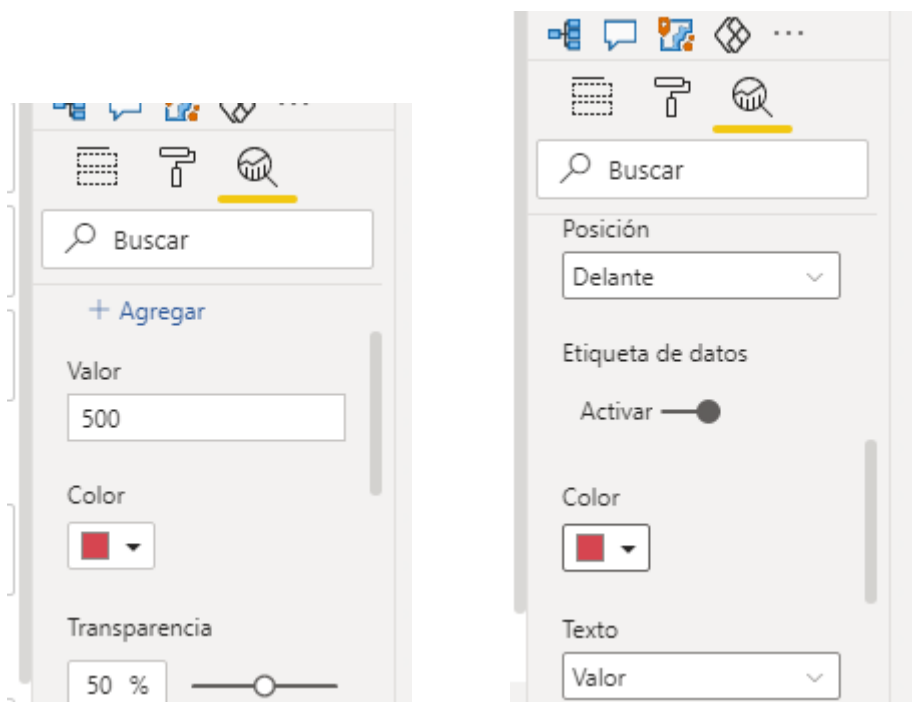 Buscar
+ Agregar
Valor
500
Color
Transparencia
50 %
Buscar
Posición
Delante
Etiqueta de datos
Activar
Color
Texto
Valor